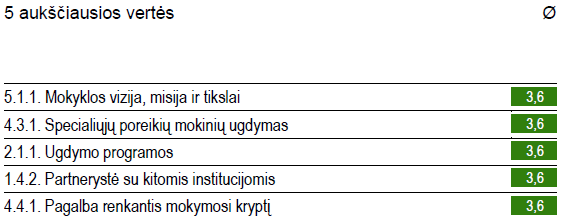 5 aukščiausios vertės Ø
5.1.1. Mokyklos vizija, misija ir tikslai 3,6
4.3.1. Specialiųjų poreikių mokinių ugdymas 3,6
2.1.1. Ugdymo programos 3,6
1.4.2. Partnerystė su kitomis institucijomis 3,6
4.4.1. Pagalba renkantis mokymosi kryptį 3,6